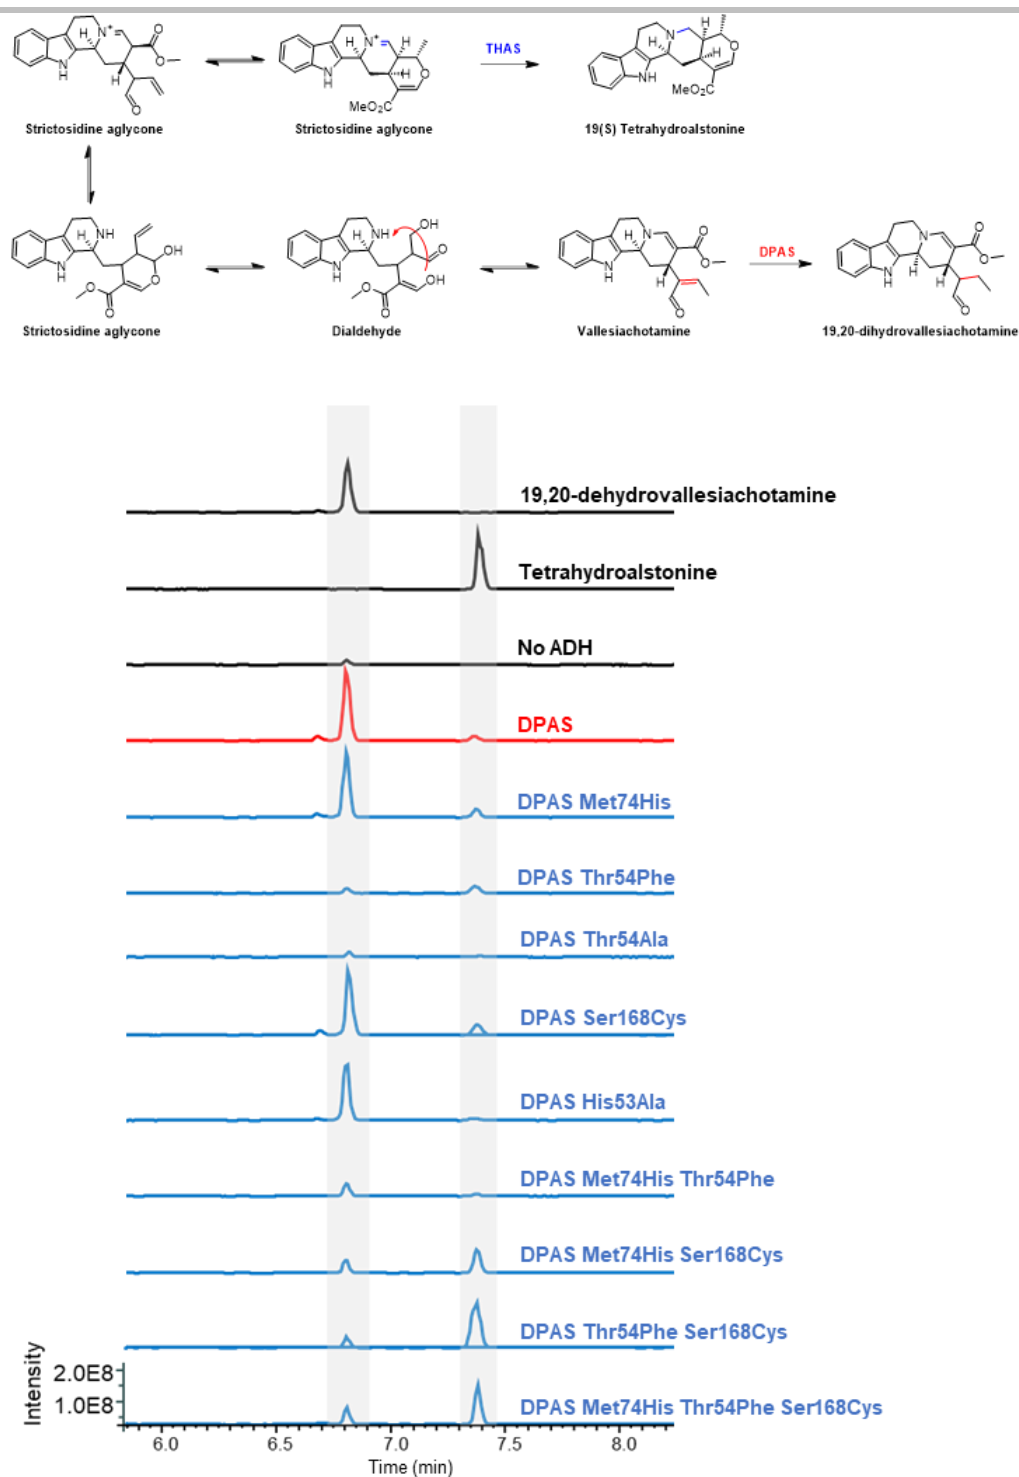 THAS
MeO₂C
MeO₂C
Strictosidine aglycone
Strictosidine aglycone
19(S) Tetrahydroalstonine
DPAS
Strictosidine aglycone
Dialdehyde
Vallesiachotamine
19,20-dihydrovallesiachotamine
19,20-dehydrovallesiachotamine
Tetrahydroalstonine
No ADH
DPAS
DPAS Met74His
DPAS Thr54Phe
DPAS Thr54Ala
DPAS Ser168Cys
DPAS His53Ala
DPAS Met74His Thr54Phe
DPAS Met74His Ser168Cys
DPAS Thr54Phe Ser168Cys
DPAS Met74His Thr54Phe Ser168Cys
Intensity
2.0E8
1.0E8
6.0 6.5 7.0 7.5 8.0
Time (min)